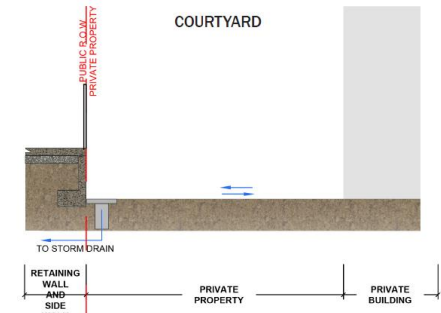 COURTYARD
PUBLIC R.O.W
PRIVATE PROPERTY
TO STORM DRAIN
RETAINING
WALL
AND
SIDE
PRIVATE
PROPERTY
PRIVATE
BUILDING